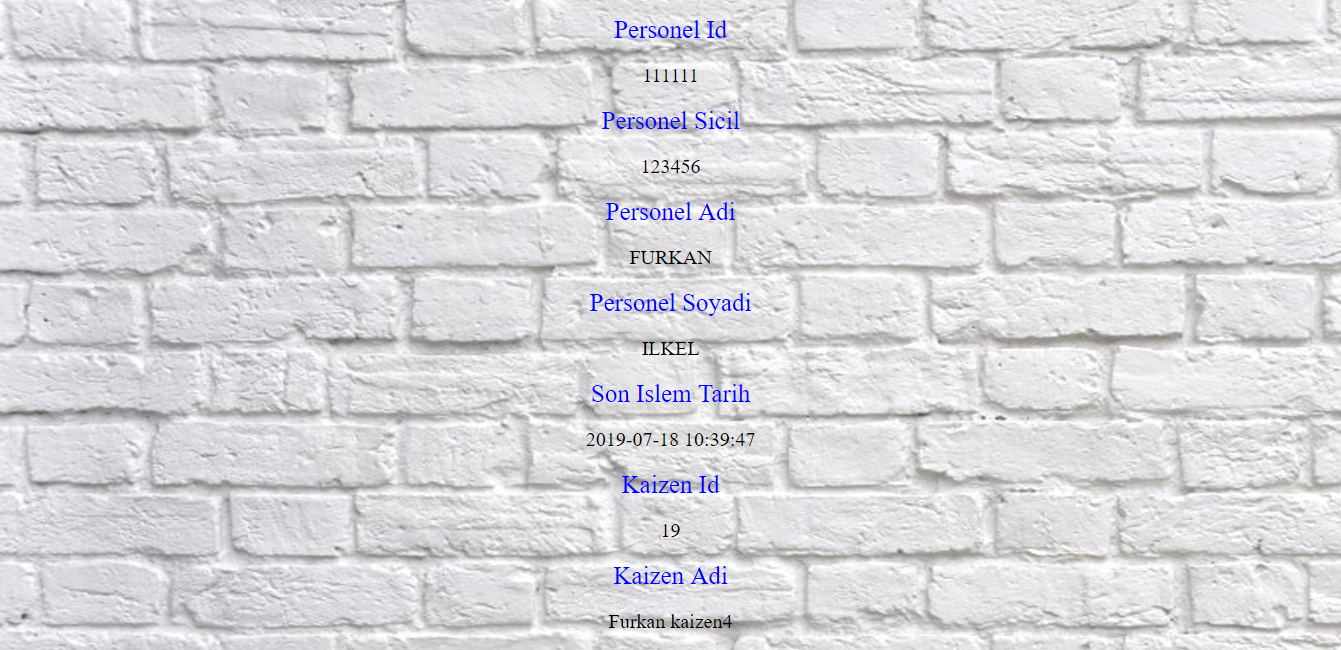 Personel Id
111111
Personel Sicil
123456
Personel Adi
FURKAN
Personel Soyadi
ILKEL
Son Islem Tarih
2019-07-18 10:39:47
Kaizen Id
19
Kaizen Adi
Furkan kaizen4